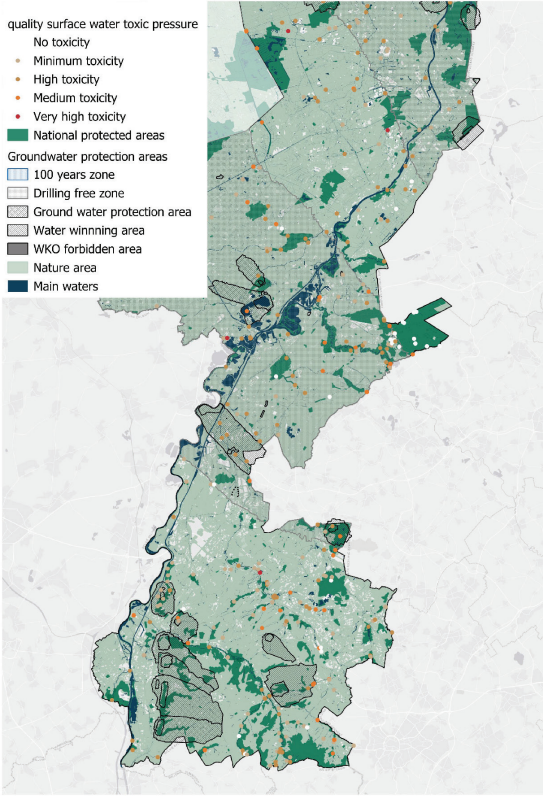 quality surface water toxic pressure
No toxicity
Minimum toxicity
High toxicity
Medium toxicity
Very high toxicity
National protected areas
Groundwater protection areas
100 years zone
Drilling free zone
Ground water protection area
Water winnning area
WKO forbidden area
Nature area
Main waters